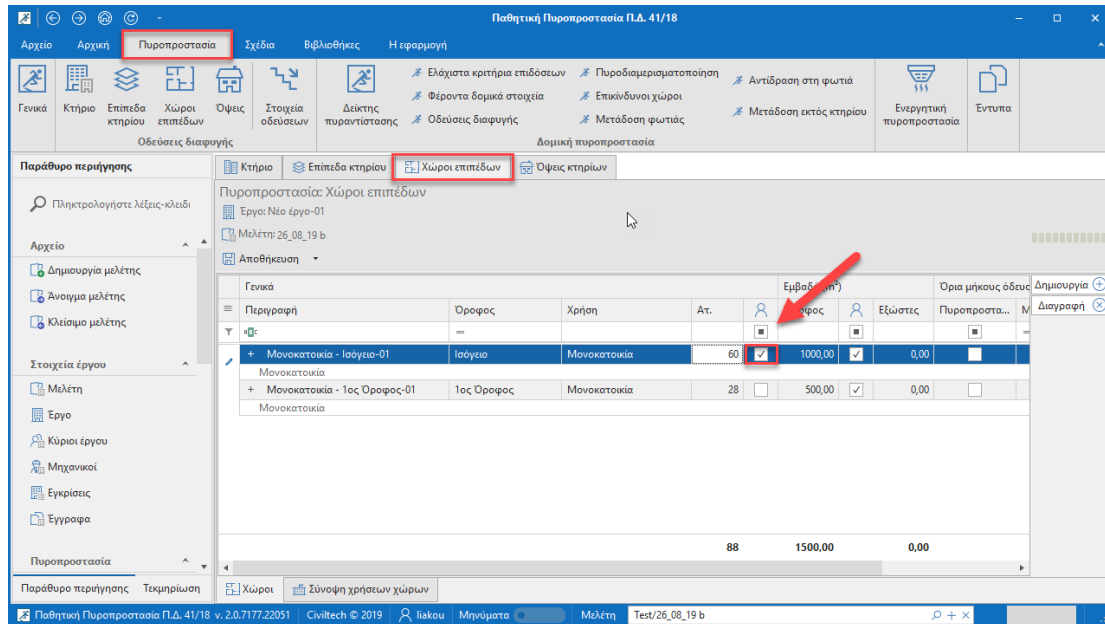 Παθητική Πυροπροστασία Π.Δ. 41/18
Αρχείο Αρχική Πυροπροστασία Σχέδια Βιβλιοθήκες Η εφαρμογή
Γενικά Κτήριο Επίπεδα κτηρίου Χώροι επιπέδων Όψεις Στοιχεία οδεύσεων Δείκτης πυραντίστασης
Ελάχιστα κριτήρια επιδόσεων Πυροδιαμερισματοποίηση Αντίδραση στη φωτιά
Φέροντα δομικά στοιχεία Επικίνδυνοι χώροι Μετάδοση εκτός κτηρίου
Οδεύσεις διαφυγής Μετάδοση φωτιάς
Ενεργητική πυροπροστασία Έντυπα
Οδεύσεις διαφυγής Δομική πυροπροστασία
Παράθυρο περιήγησης
Κτήριο Επίπεδα κτηρίου Χώροι επιπέδων Όψεις κτηρίων
Πυροπροστασία: Χώροι επιπέδων
Πληκτρολογήστε λέξεις-κλειδι
Έργο: Νέο έργο-01
Μελέτη: 26_08_19 b
Αποθήκευση
Αρχείο
Δημιουργία μελέτης
Άνοιγμα μελέτης
Κλείσιμο μελέτης
Στοιχεία έργου
Μελέτη
Έργο
Κύριοι έργου
Μηχανικοί
Εγκρίσεις
Έγγραφα
Πυροπροστασία
Γενικά Όρια μήκους όδευσ Δημιουργία
Περιγραφή Όροφος Χρήση Ατ. Εξώστες Πυροπροστα... Μ Διαγραφή
=
+ Μονοκατοικία - Ισόγειο-01 Ισόγειο Μονοκατοικία 60 1000,00 0,00
Μονοκατοικία
+ Μονοκατοικία - 1ος Όροφος-01 1ος Όροφος Μονοκατοικία 28 500,00 0,00
Μονοκατοικία
88 1500,00 0,00
Παράθυρο περιήγησης Τεκμηρίωση Χώροι Σύνοψη χρήσεων χώρων
Παθητική Πυροπροστασία Π.Δ. 41/18 v. 2.0.7177.22051 Civiltech © 2019 liakou Μηνύματα Μελέτη Test/26_08_19 b